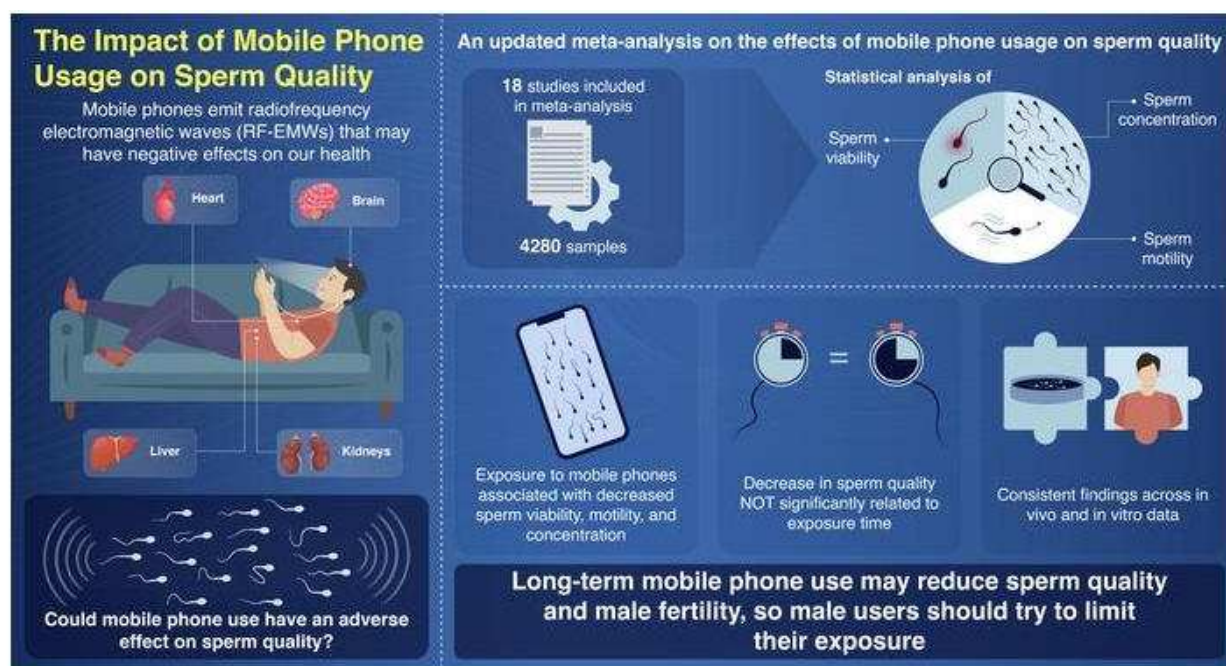 The Impact of Mobile Phone
Usage on Sperm Quality
Mobile phones emit radiofrequency
electromagnetic waves (RF-EMWs) that may
have negative effects on our health
Heart
Brain
Liver
Kidneys
Could mobile phone use have an adverse
effect on sperm quality?
An updated meta-analysis on the effects of mobile phone usage on sperm quality
18 studies included
in meta-analysis
4280 samples
Statistical analysis of
Sperm
viability
Sperm
concentration
Sperm
motility
Exposure to mobile phones
associated with decreased
sperm viability, motility, and
concentration
=
Decrease in sperm quality
NOT significantly related to
exposure time
Consistent findings across in
vivo and in vitro data
Long-term mobile phone use may reduce sperm quality
and male fertility, so male users should try to limit
their exposure